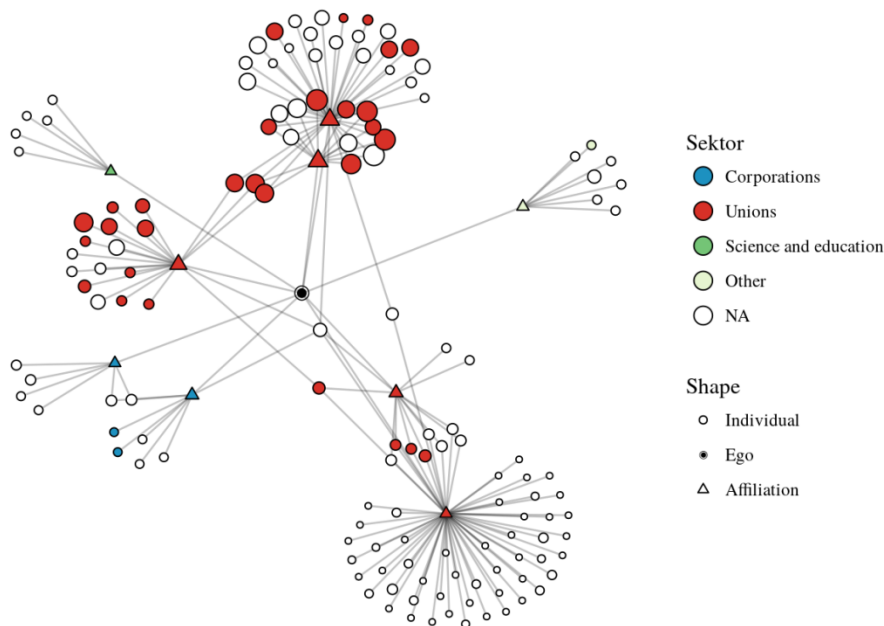 Sektor
Corporations
Unions
Science and education
Other
NA
Shape
Individual
Ego
Affiliation